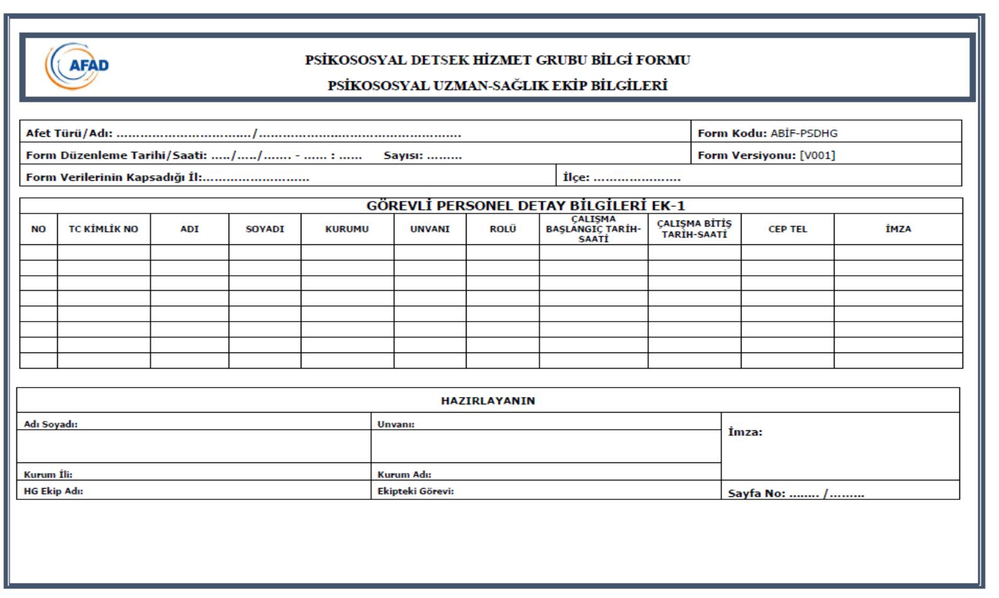 AFAD
PSİKOSOSYAL DETSEK HİZMET GRUBU BİLGİ FORMU
PSİKOSOSYAL UZMAN-SAĞLIK EKİP BİLGİLERİ
Afet Türü/Adı: ................................../................................................... Form Kodu: ABİF-PSDHG
Form Düzenleme Tarihi/Saati: ...../...../....... - ...... : ...... Sayısı: ......... Form Versiyonu: [V001]
Form Verilerinin Kapsadığı İl:........................... İlçe: ......................
GÖREVLİ PERSONEL DETAY BİLGİLERİ EK-1
NO TC KİMLİK NO ADI SOYADI KURUMU UNVANI ROLÜ ÇALIŞMA BAŞLANGIÇ TARİH-SAATİ ÇALIŞMA BİTİŞ TARİH-SAATİ CEP TEL İMZA
HAZIRLAYANIN
Adı Soyadı: Unvanı: İmza:
Kurum İli: Kurum Adı:
HG Ekip Adı: Ekipteki Görevi: Sayfa No: ........ /.........